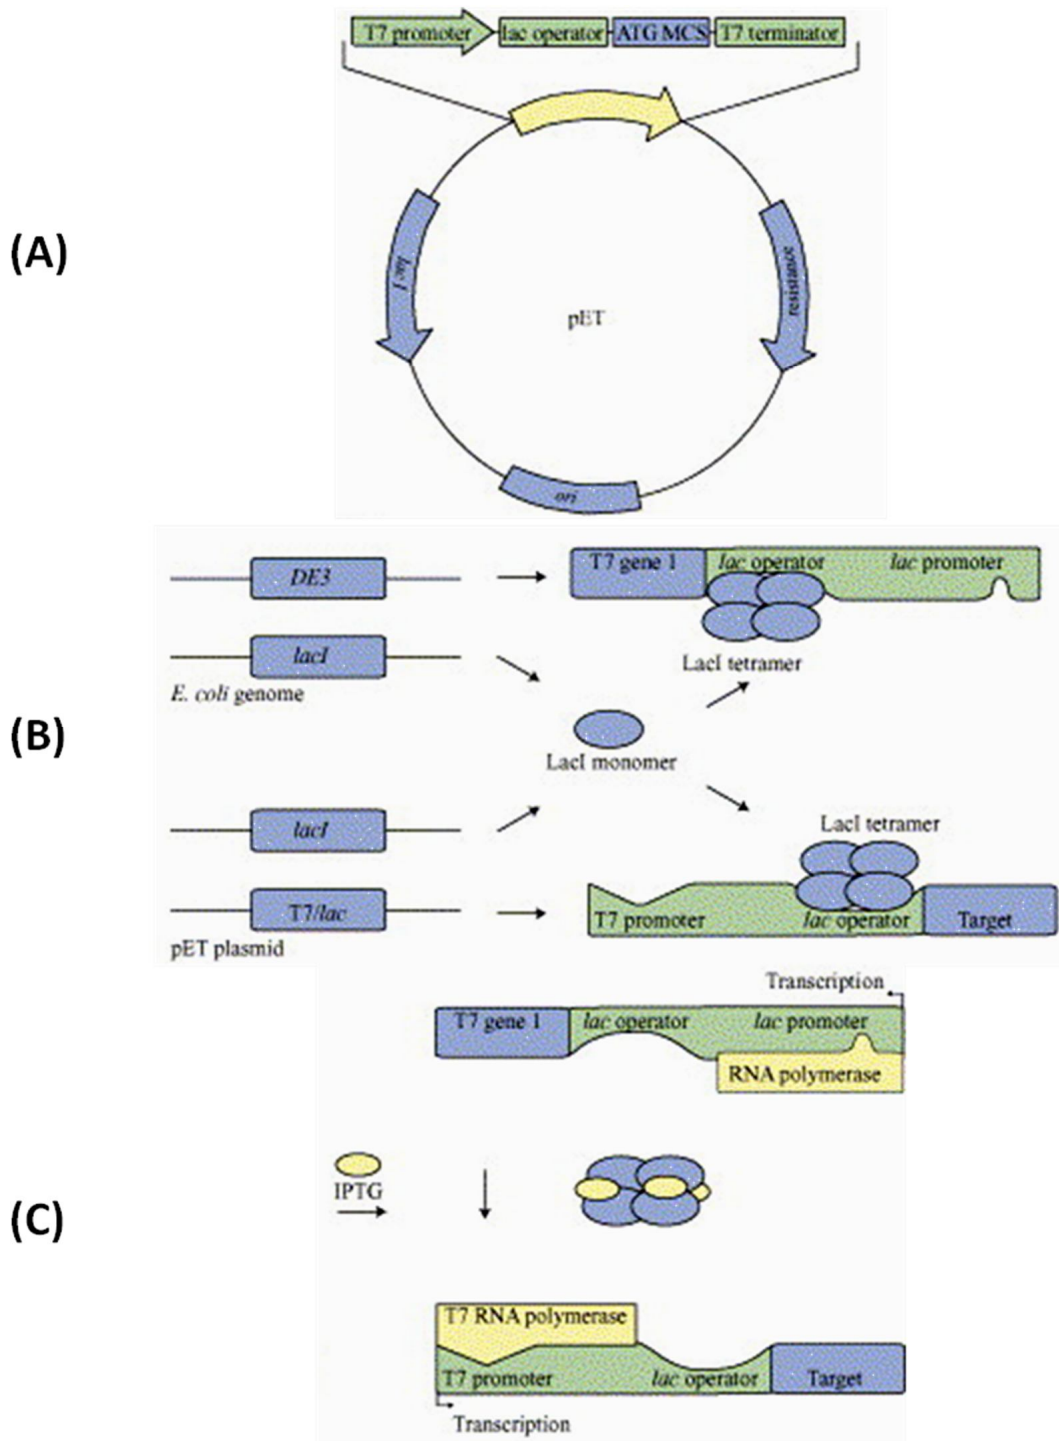 T7 promoter lac operator ATG MCS T7 terminator
(A)
lac I
resistance
pET
ori
DE3
T7 gene 1 lac operator lac promoter
lacI
LacI tetramer
E. coli genome
(B)
LacI monomer
lacI
LacI tetramer
T7/lac
T7 promoter lac operator Target
pET plasmid
Transcription
T7 gene 1 lac operator lac promoter
RNA polymerase
IPTG
(C)
T7 RNA polymerase
T7 promoter lac operator Target
Transcription